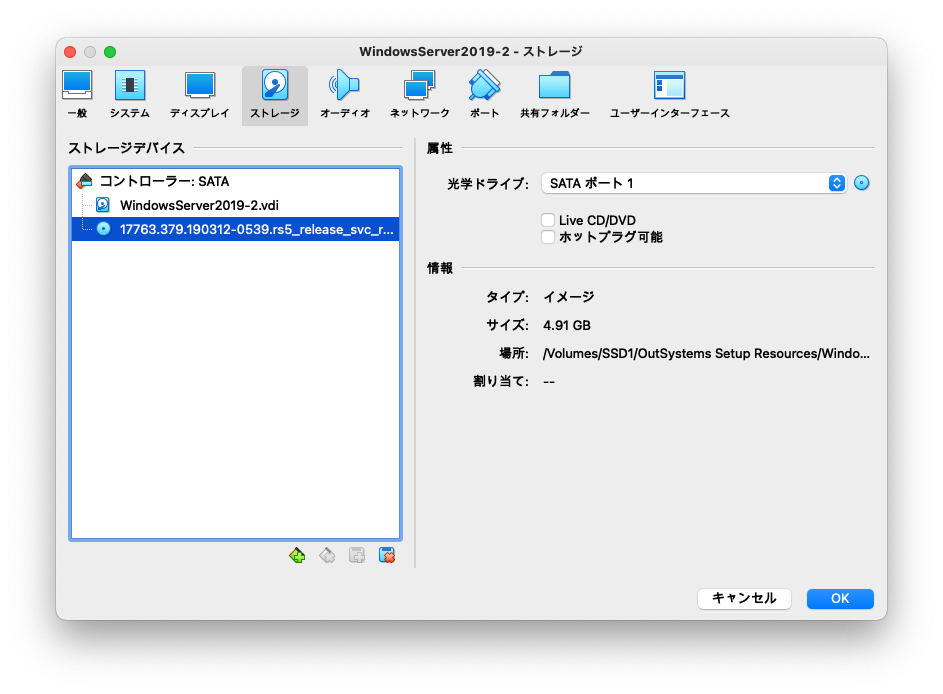 WindowsServer2019-2 - ストレージ
一般 システム ディスプレイ ストレージ オーディオ ネットワーク ポート 共有フォルダー ユーザーインターフェース
ストレージデバイス
コントローラー: SATA
WindowsServer2019-2.vdi
17763.379.190312-0539.rs5_release_svc_r...
属性
光学ドライブ: SATA ポート 1
Live CD/DVD
ホットプラグ可能
情報
タイプ: イメージ
サイズ: 4.91 GB
場所: /Volumes/SSD1/OutSystems Setup Resources/Windo...
割り当て: --
キャンセル OK